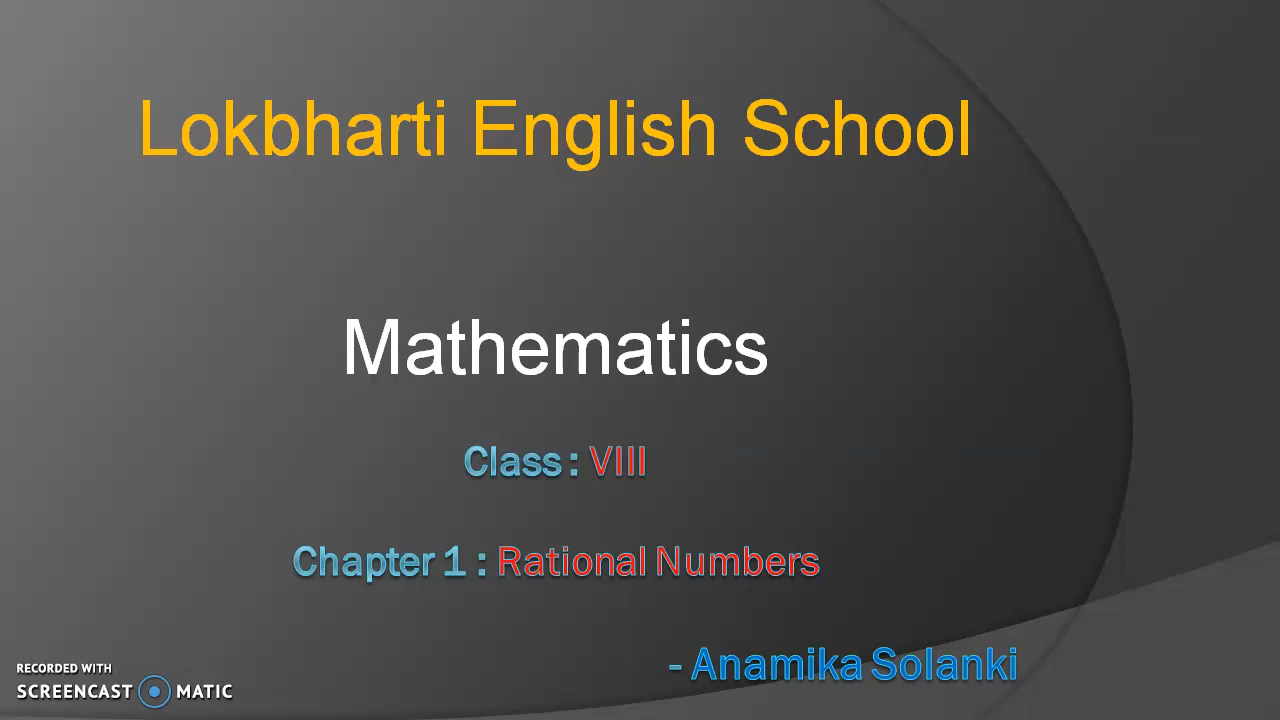 Lokbharti English School
Mathematics
Class : VIII
Chapter 1 : Rational Numbers
- Anamika Solanki
RECORDED WITH
SCREENCAST MATIC